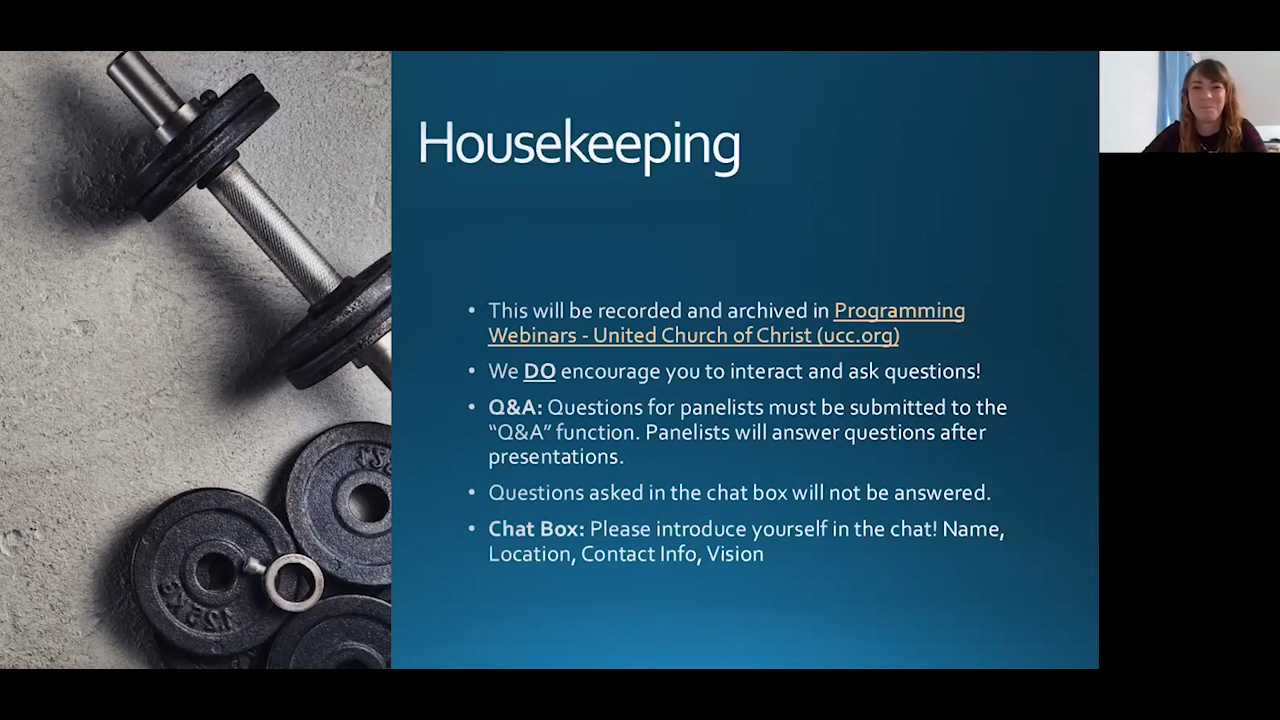 Housekeeping
• This will be recorded and archived in Programming
Webinars - United Church of Christ (ucc.org)
• We DO encourage you to interact and ask questions!
• Q&A: Questions for panelists must be submitted to the
“Q&A” function. Panelists will answer questions after
presentations.
• Questions asked in the chat box will not be answered.
• Chat Box: Please introduce yourself in the chat! Name,
Location, Contact Info, Vision